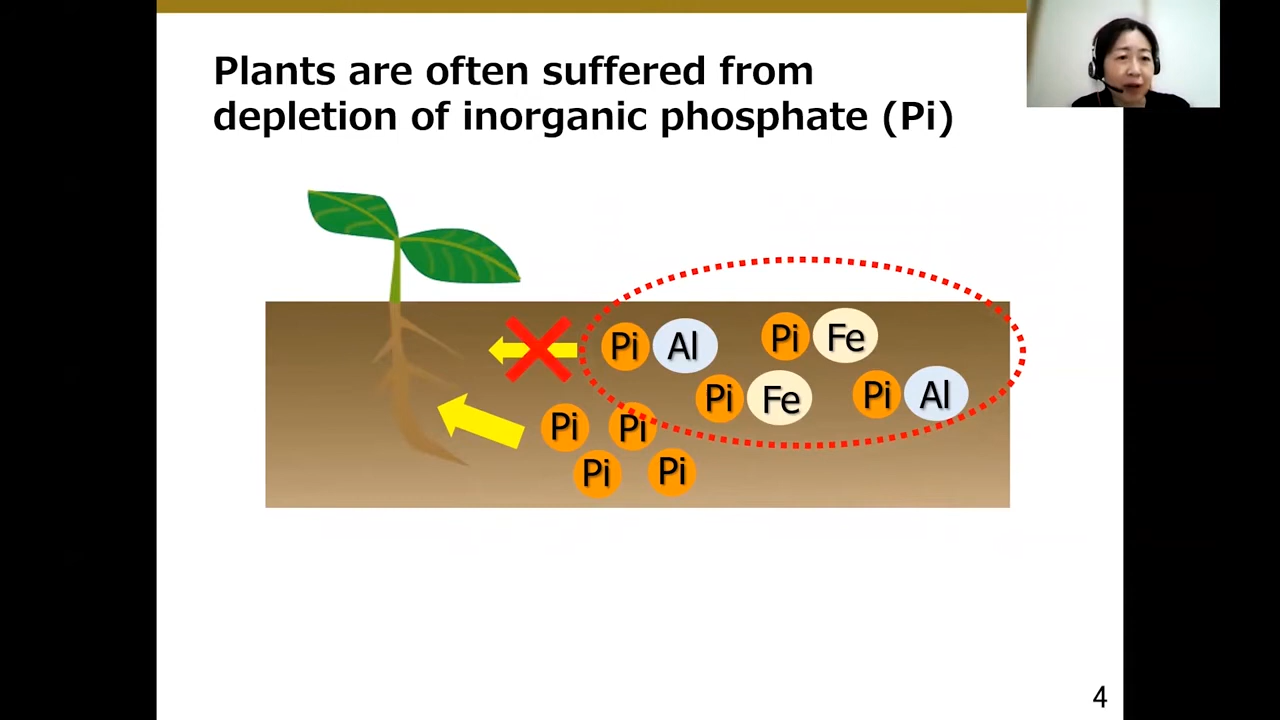 Plants are often suffered from
depletion of inorganic phosphate (Pi)
Pi Al
Pi Fe
Pi Fe
Pi Al
Pi
Pi
Pi
Pi
4